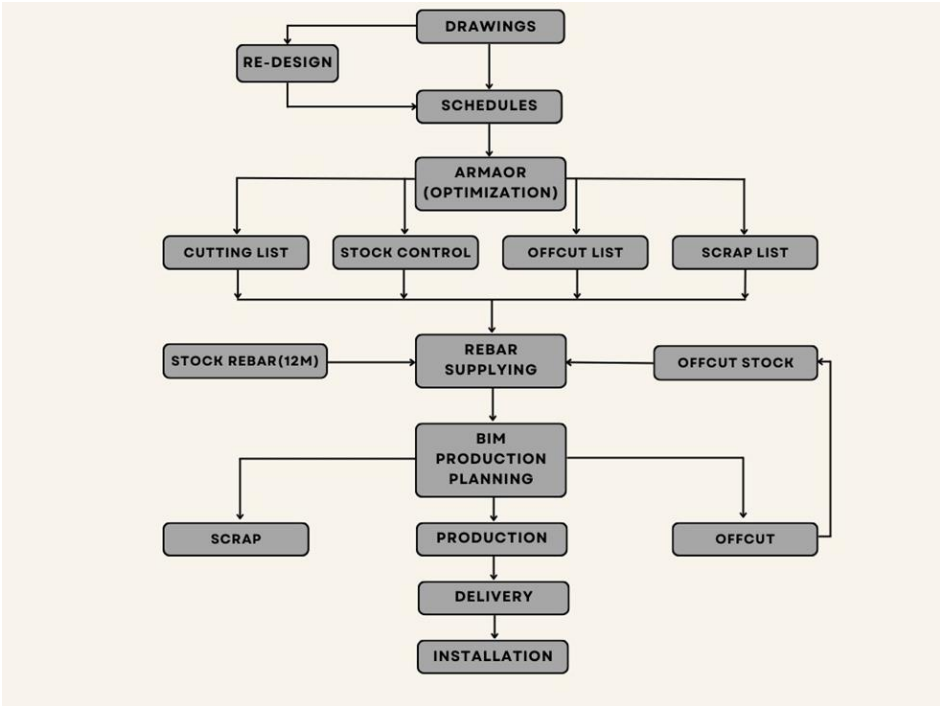 DRAWINGS
RE-DESIGN
SCHEDULES
ARMAOR
(OPTIMIZATION)
CUTTING LIST
STOCK CONTROL
OFFCUT LIST
SCRAP LIST
STOCK REBAR(12M)
REBAR
SUPPLYING
OFFCUT STOCK
BIM
PRODUCTION
PLANNING
SCRAP
PRODUCTION
OFFCUT
DELIVERY
INSTALLATION